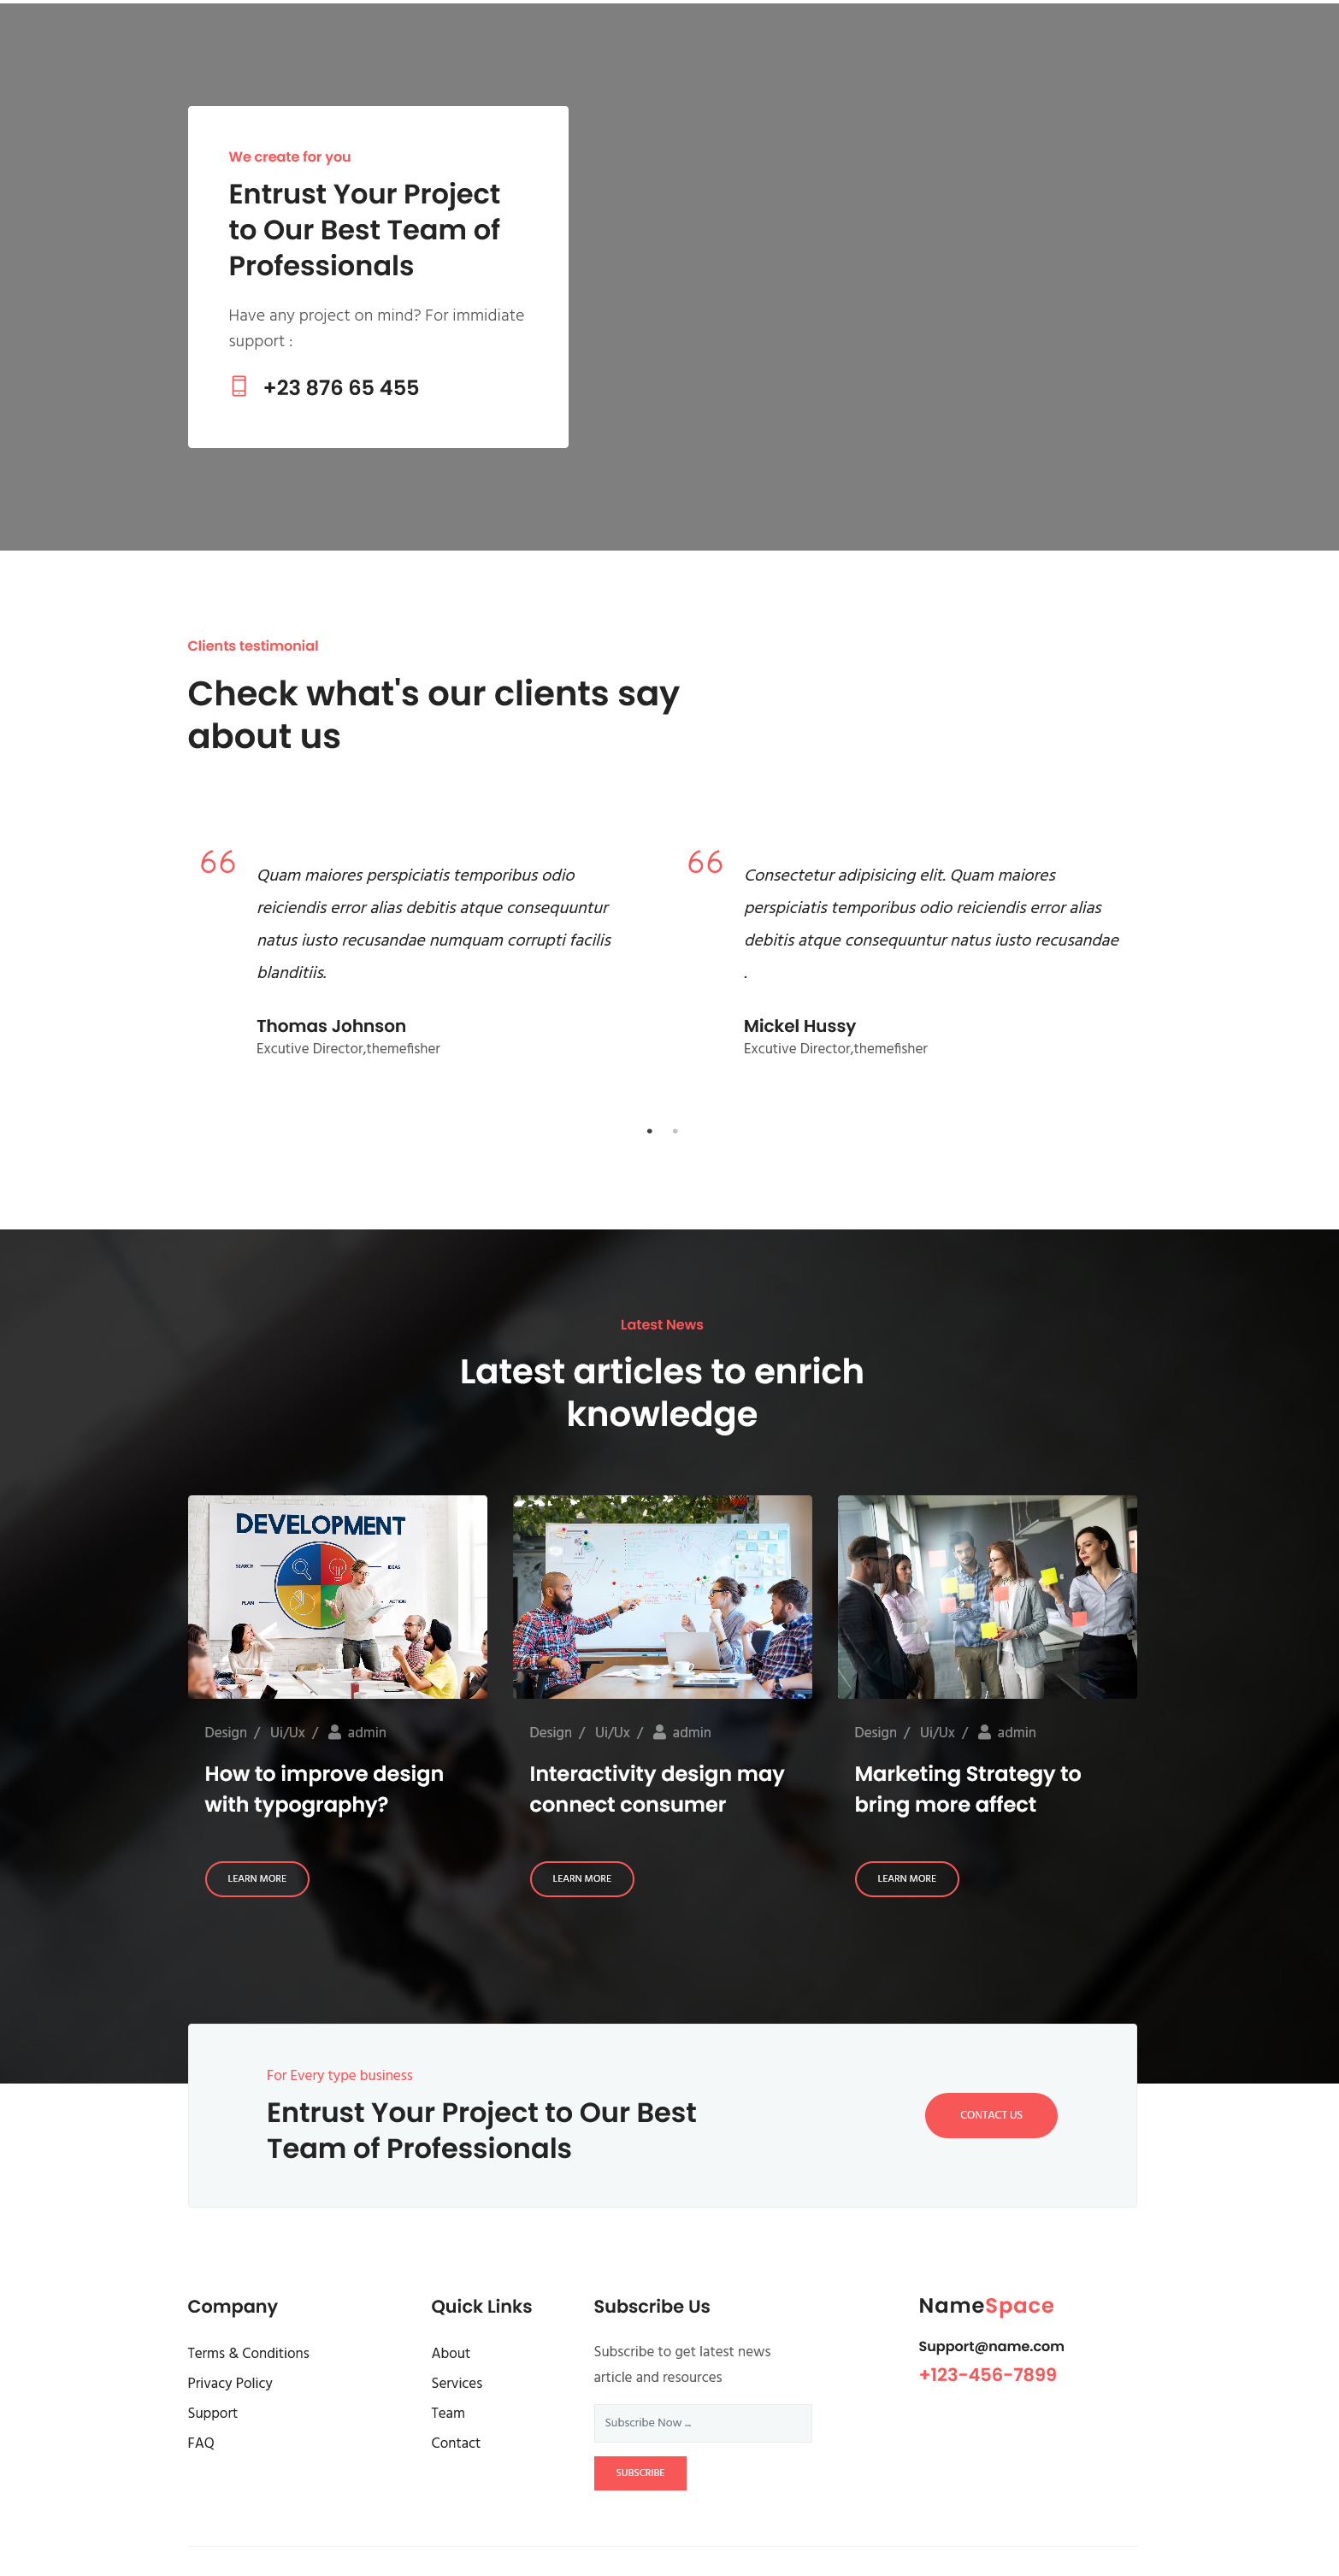 We create for you
Entrust Your Project
to Our Best Team of
Professionals
Have any project on mind? For immidiate
support :
+23 876 65 455
Clients testimonial
Check what's our clients say
about us
Quam maiores perspiciatis temporibus odio
reiciendis error alias debitis atque consequuntur
natus iusto recusandae numquam corrupti facilis
blanditiis.
Thomas Johnson
Excutive Director,themefisher
Consectetur adipisicing elit. Quam maiores
perspiciatis temporibus odio reiciendis error alias
debitis atque consequuntur natus iusto recusandae
.
Mickel Hussy
Excutive Director,themefisher
Latest News
Latest articles to enrich
knowledge
DEVELOPMENT
SEARCH
IDEAS
PLAN
ACTION
Design / Ui/Ux / admin
How to improve design
with typography?
LEARN MORE
Design / Ui/Ux / admin
Interactivity design may
connect consumer
LEARN MORE
Design / Ui/Ux / admin
Marketing Strategy to
bring more affect
LEARN MORE
For Every type business
Entrust Your Project to Our Best
Team of Professionals
CONTACT US
Company
Terms & Conditions
Privacy Policy
Support
FAQ
Quick Links
About
Services
Team
Contact
Subscribe Us
Subscribe to get latest news
article and resources
Subscribe Now ...
SUBSCRIBE
NameSpace
Support@name.com
+123-456-7899